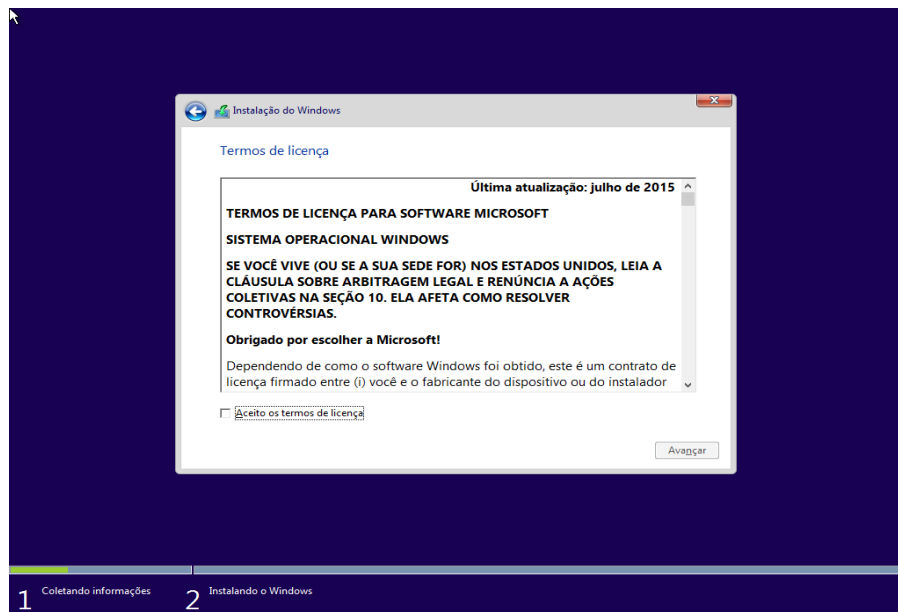 Instalação do Windows
Termos de licença
Última atualização: julho de 2015
TERMOS DE LICENÇA PARA SOFTWARE MICROSOFT
SISTEMA OPERACIONAL WINDOWS
SE VOCÊ VIVE (OU SE A SUA SEDE FOR) NOS ESTADOS UNIDOS, LEIA A
CLÁUSULA SOBRE ARBITRAGEM LEGAL E RENÚNCIA A AÇÕES
COLETIVAS NA SEÇÃO 10. ELA AFETA COMO RESOLVER
CONTROVÉRSIAS.
Obrigado por escolher a Microsoft!
Dependendo de como o software Windows foi obtido, este é um contrato de
licença firmado entre (i) você e o fabricante do dispositivo ou do instalador
Aceito os termos de licença
Avançar
1 Coletando informações
2 Instalando o Windows